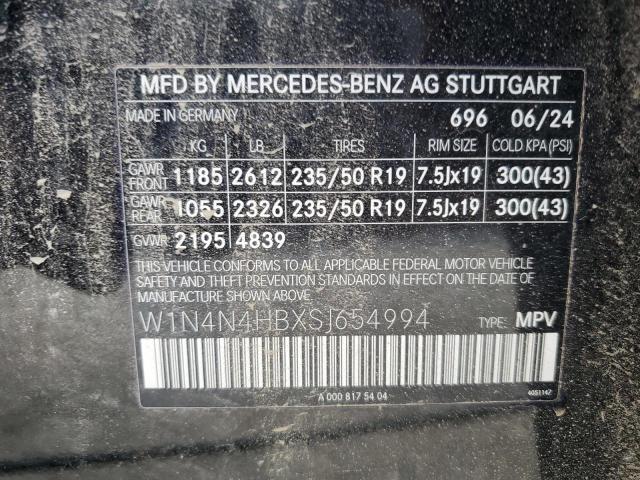 MFD BY MERCEDES-BENZ AG STUTTGART
MADE IN GERMANY 696 06/24
KG LB TIRES RIM SIZE COLD KPA (PSI)
GAWR FRONT 1185 2612 235/50 R19 7.5Jx19 300(43)
GAWR REAR 1055 2326 235/50 R19 7.5Jx19 300(43)
GVWR 2195 4839
THIS VEHICLE CONFORMS TO ALL APPLICABLE FEDERAL MOTOR VEHICLE
SAFETY AND THEFT PREVENTION STANDARDS IN EFFECT ON THE DATE OF
MANUFACTURE SHOWN ABOVE.
W1N4N4HBXSJ654994 TYPE: MPV
A 000 817 54 04